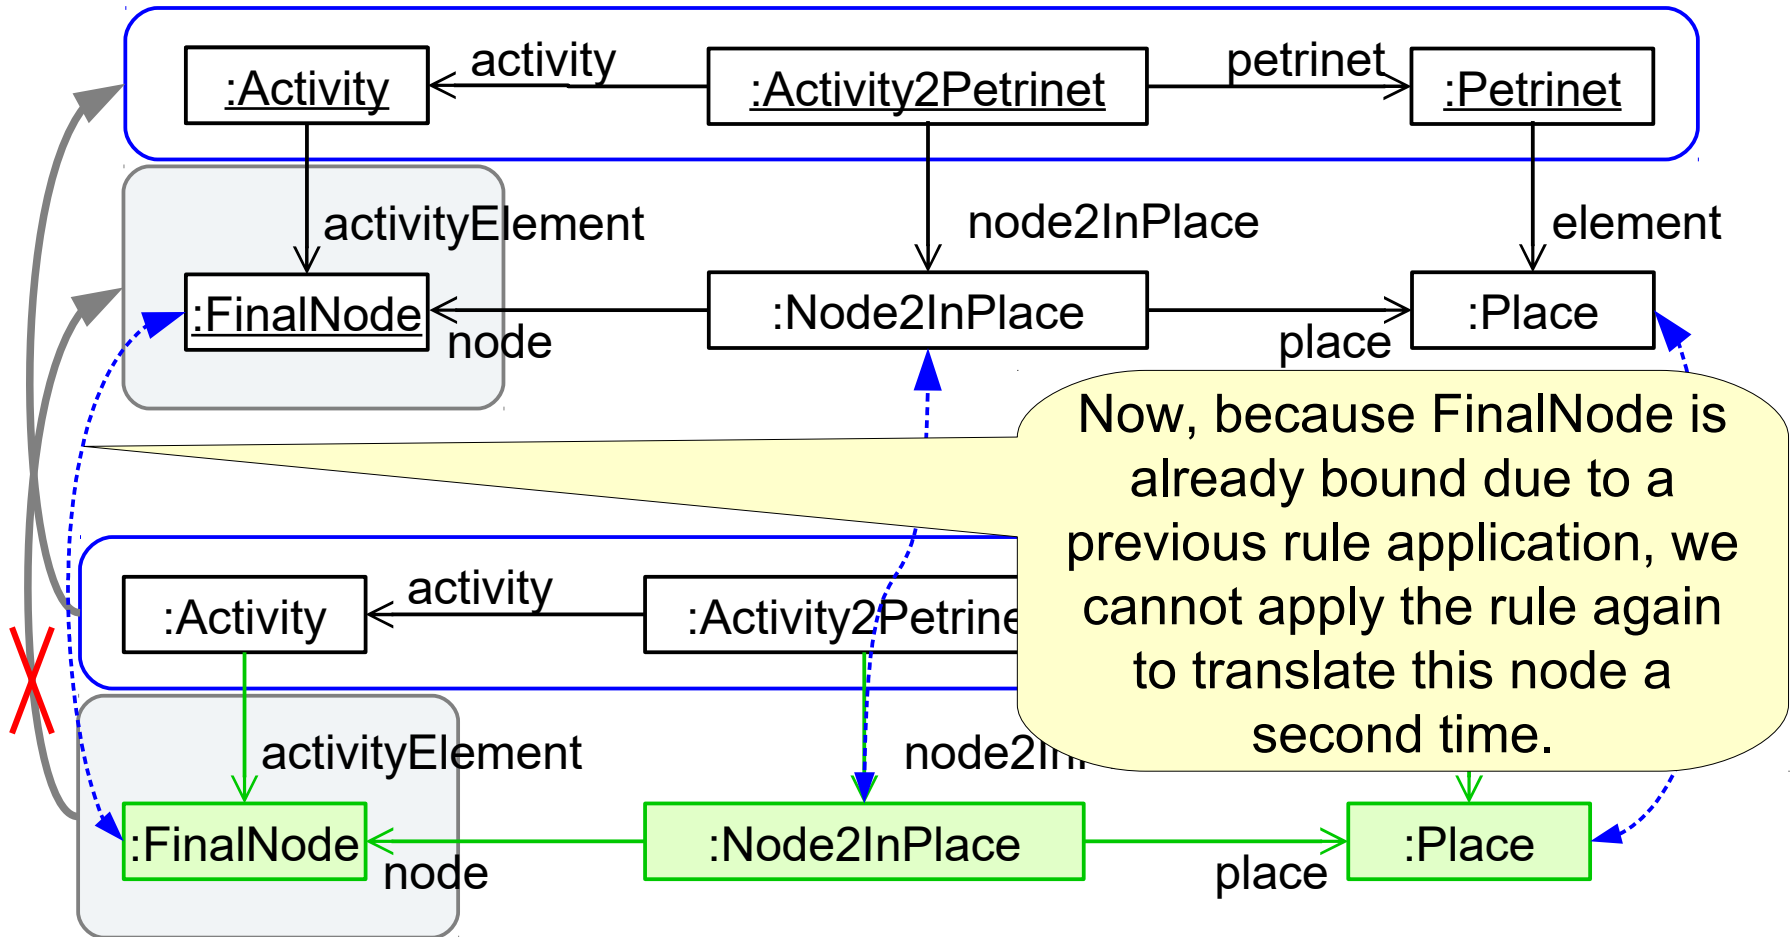 activity
petrinet
:Activity
:Activity2Petrinet
:Petrinet
activityElement
node2InPlace
element
:FinalNode
:Node2InPlace
:Place
node
place
Now, because FinalNode is
already bound due to a
previous rule application, we
cannot apply the rule again
to translate this node a
second time.
activity
:Activity
:Activity2Petrine
activityElement
:FinalNode
:Node2InPlace
:Place
node
place